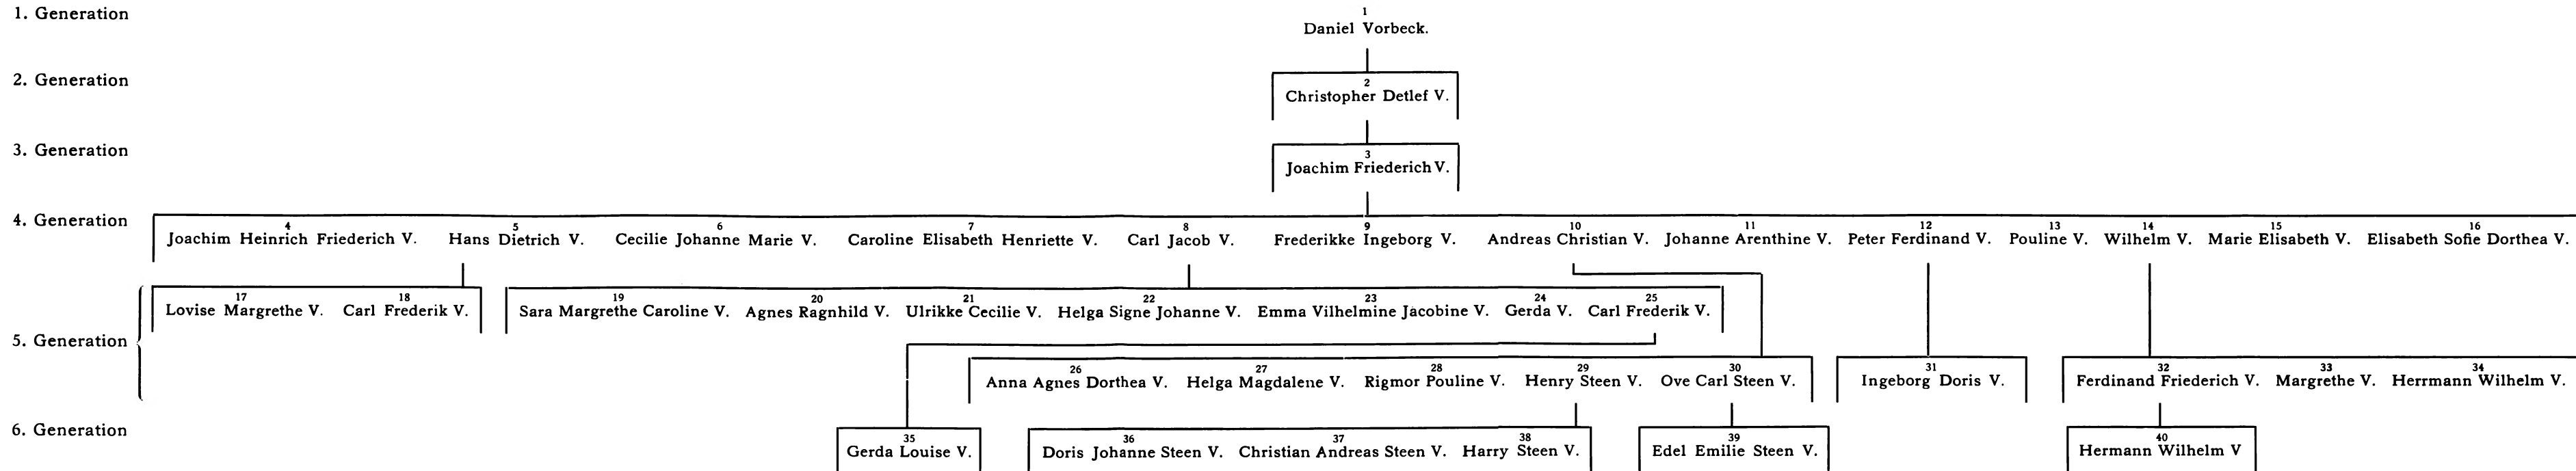 1. Generation
1
Daniel Vorbeck.
2. Generation
2
Christopher Detlef V.
3. Generation
3
Joachim Friederich V.
4. Generation
4 5 6 7 8 9 10 11 12 13 14 15 16
Joachim Heinrich Friederich V. Hans Dietrich V. Cecilie Johanne Marie V. Caroline Elisabeth Henriette V. Carl Jacob V. Frederikke Ingeborg V. Andreas Christian V. Johanne Arenthine V. Peter Ferdinand V. Pouline V. Wilhelm V. Marie Elisabeth V. Elisabeth Sofie Dorthea V.
17 18 19 20 21 22 23 24 25
Lovise Margrethe V. Carl Frederik V. Sara Margrethe Caroline V. Agnes Ragnhild V. Ulrikke Cecilie V. Helga Signe Johanne V. Emma Vilhelmine Jacobine V. Gerda V. Carl Frederik V.
5. Generation
26 27 28 29 30 31 32 33 34
Anna Agnes Dorthea V. Helga Magdalene V. Rigmor Pouline V. Henry Steen V. Ove Carl Steen V. Ingeborg Doris V. Ferdinand Friederich V. Margrethe V. Herrmann Wilhelm V.
6. Generation
35 36 37 38 39 40
Gerda Louise V. Doris Johanne Steen V. Christian Andreas Steen V. Harry Steen V. Edel Emilie Steen V. Hermann Wilhelm V